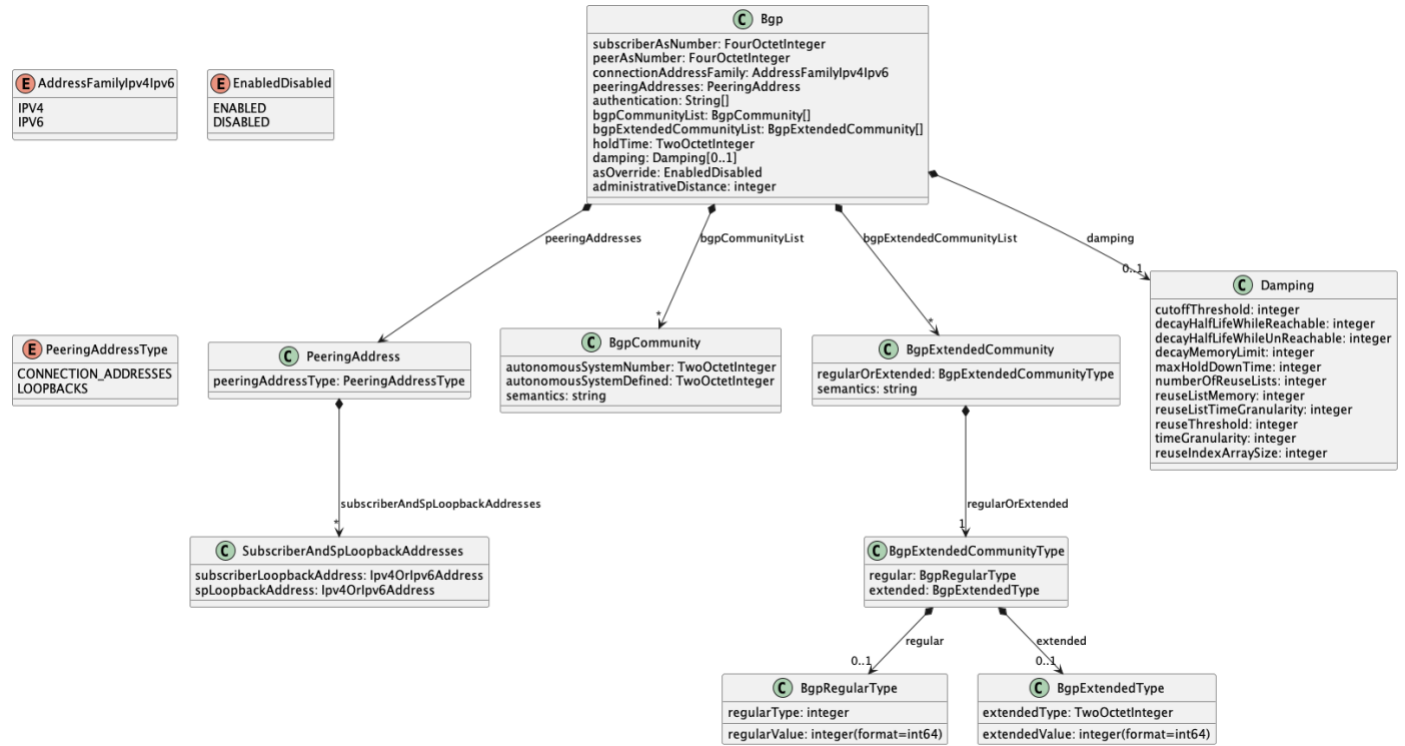 C Bgp
subscriberAsNumber: FourOctetInteger
peerAsNumber: FourOctetInteger
connectionAddressFamily: AddressFamilyIpv4Ipv6
peeringAddresses: PeeringAddress
authentication: String[]
bgpCommunityList: BgpCommunity[]
bgpExtendedCommunityList: BgpExtendedCommunity[]
holdTime: TwoOctetInteger
damping: Damping[0..1]
asOverride: EnabledDisabled
administrativeDistance: integer
E AddressFamilyIpv4Ipv6
IPV4
IPV6
E EnabledDisabled
ENABLED
DISABLED
peeringAddresses
bgpCommunityList
*
bgpExtendedCommunityList
*
damping
0..1
E PeeringAddressType
CONNECTION_ADDRESSES
LOOPBACKS
C PeeringAddress
peeringAddressType: PeeringAddressType
C BgpCommunity
autonomousSystemNumber: TwoOctetInteger
autonomousSystemDefined: TwoOctetInteger
semantics: string
C BgpExtendedCommunity
regularOrExtended: BgpExtendedCommunityType
semantics: string
C Damping
cutoffThreshold: integer
decayHalfLifeWhileReachable: integer
decayHalfLifeWhileUnReachable: integer
decayMemoryLimit: integer
maxHoldDownTime: integer
numberOfReuseLists: integer
reuseListMemory: integer
reuseListTimeGranularity: integer
reuseThreshold: integer
timeGranularity: integer
reuseIndexArraySize: integer
subscriberAndSpLoopbackAddresses
*
regularOrExtended
1
C SubscriberAndSpLoopbackAddresses
subscriberLoopbackAddress: Ipv4OrIpv6Address
spLoopbackAddress: Ipv4OrIpv6Address
C BgpExtendedCommunityType
regular: BgpRegularType
extended: BgpExtendedType
regular
0..1
extended
0..1
C BgpRegularType
regularType: integer
regularValue: integer(format=int64)
C BgpExtendedType
extendedType: TwoOctetInteger
extendedValue: integer(format=int64)